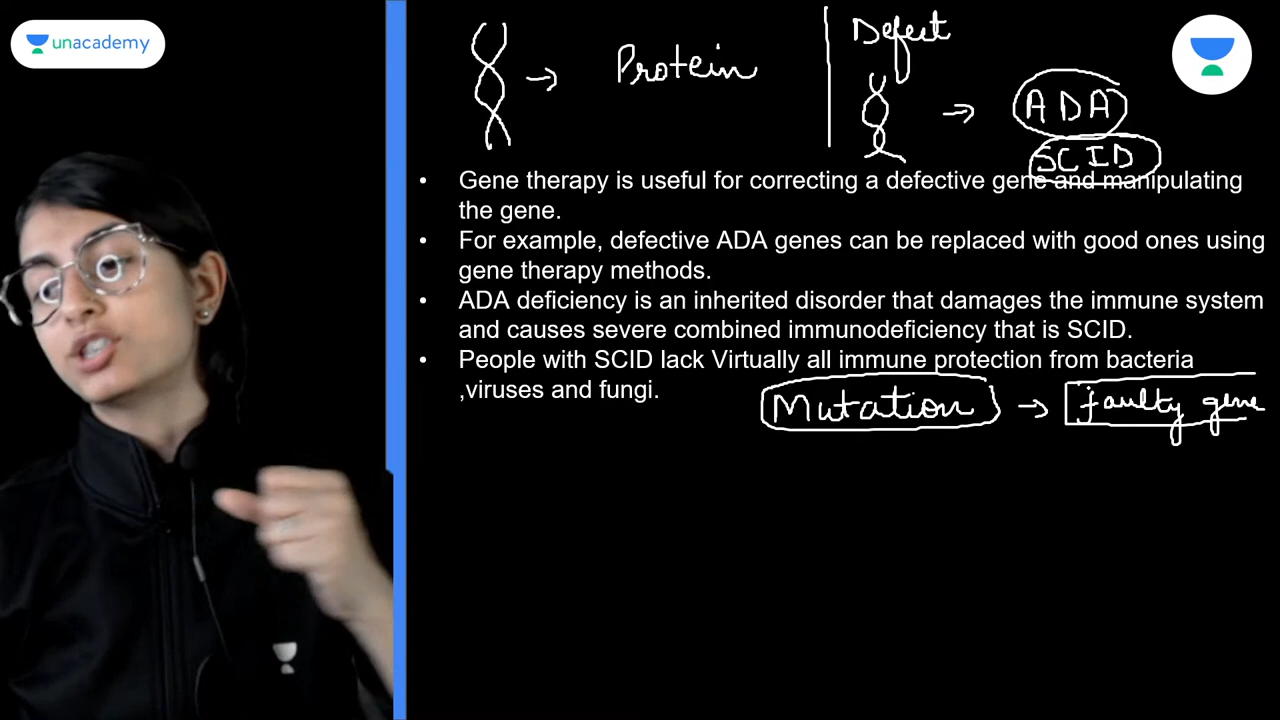 unacademy
Protein
Defect
ADA
SCID
• Gene therapy is useful for correcting a defective gene and manipulating
the gene.
• For example, defective ADA genes can be replaced with good ones using
gene therapy methods.
• ADA deficiency is an inherited disorder that damages the immune system
and causes severe combined immunodeficiency that is SCID.
• People with SCID lack Virtually all immune protection from bacteria
,viruses and fungi.
Mutation → faulty gene